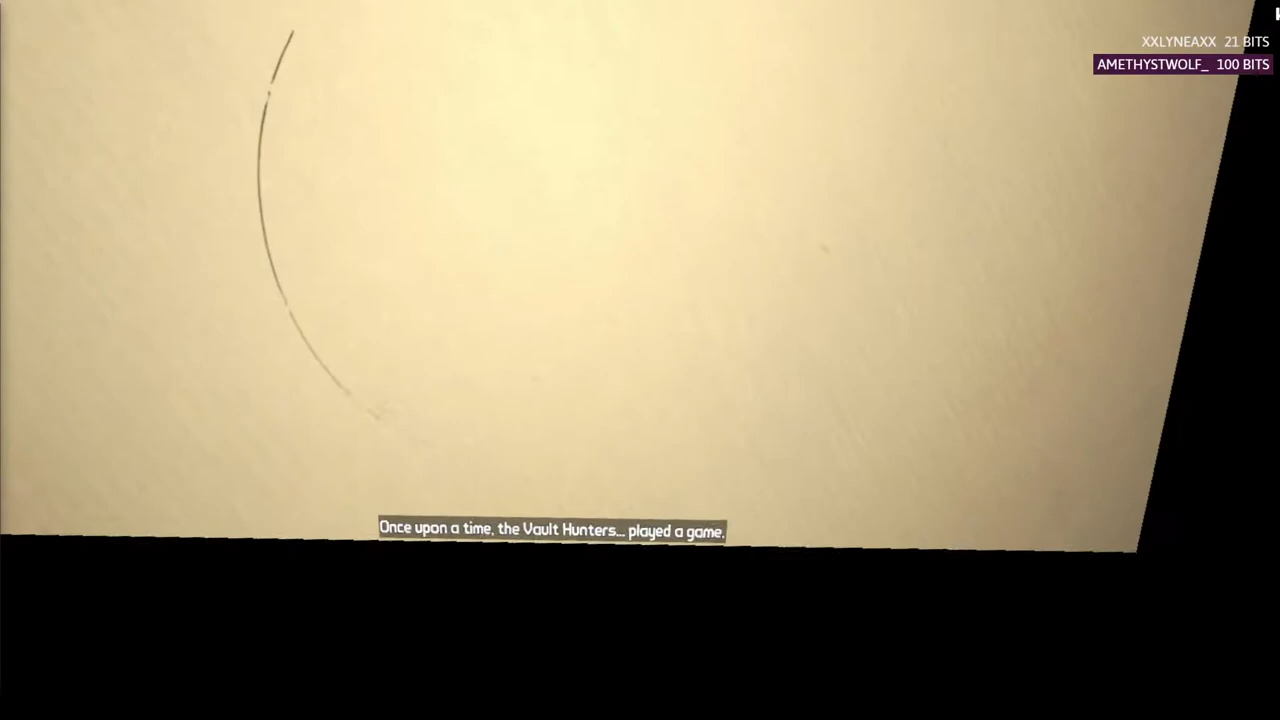 XXLYNEAXX 21 BITS
AMETHYSTWOLF_ 100 BITS
Once upon a time, the Vault Hunters... played a game.